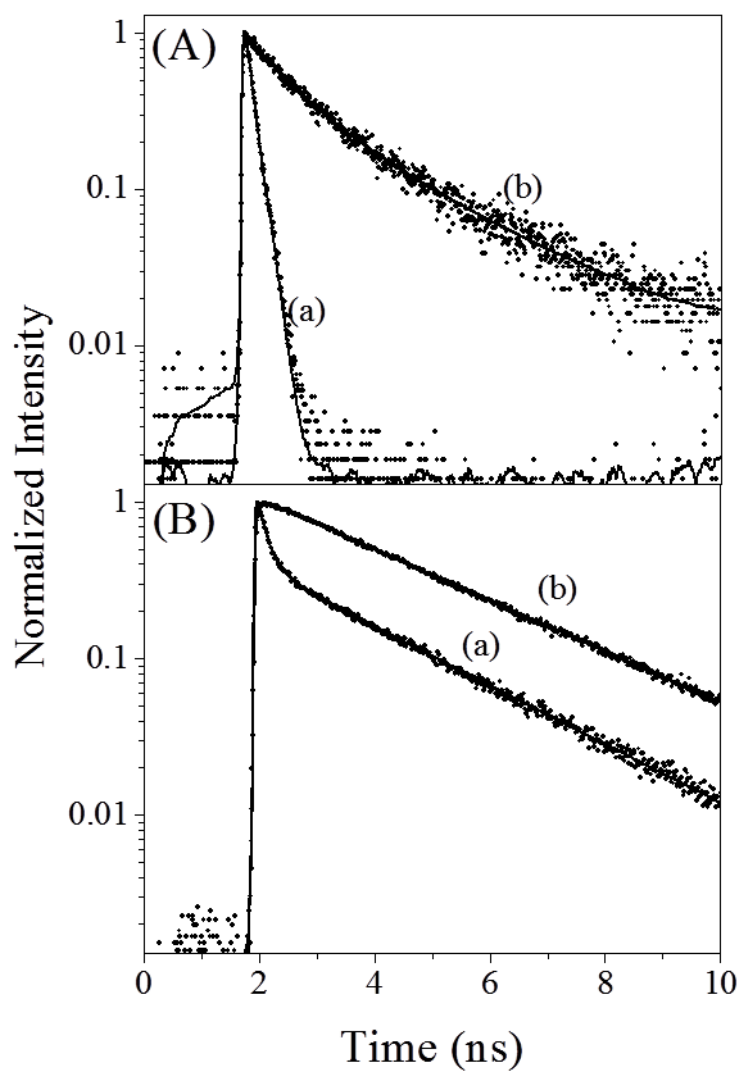 1
(A)
0.1
(b)
(a)
0.01
Normalized Intensity
1
(B)
(b)
(a)
0.1
0.01
0 2 4 6 8 10
Time (ns)